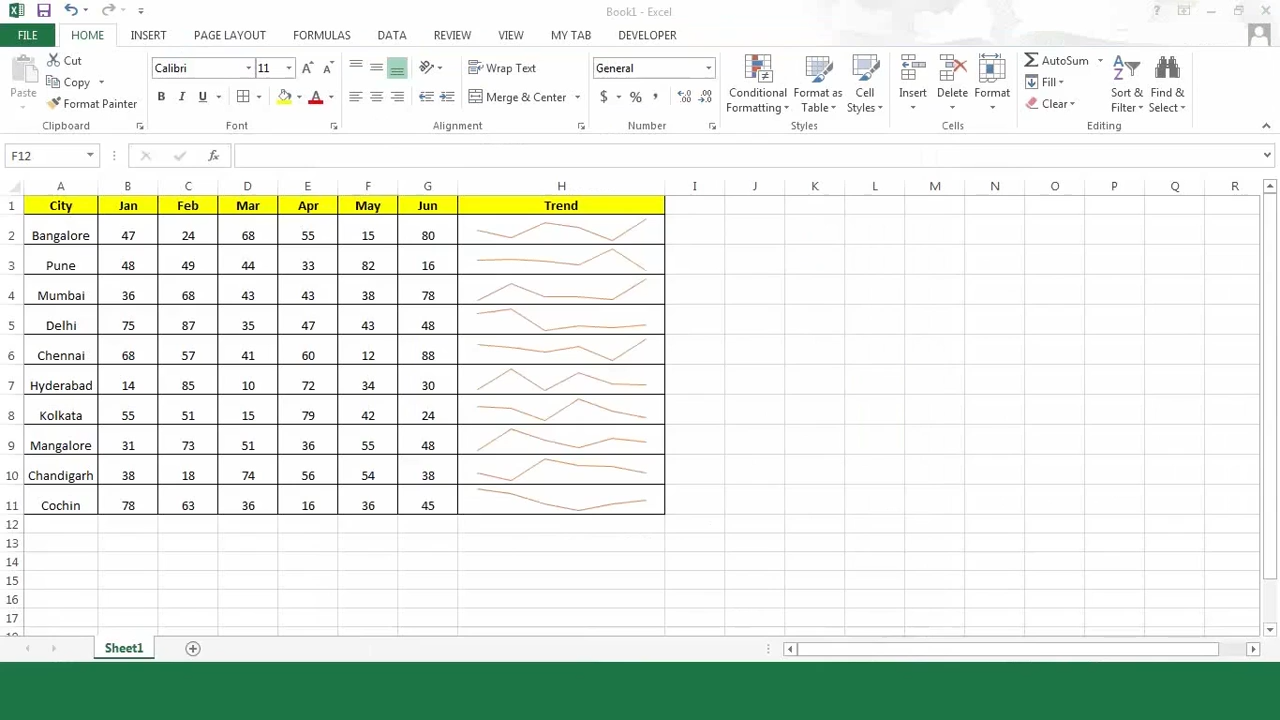 Book1 - Excel
?
FILE HOME INSERT PAGE LAYOUT FORMULAS DATA REVIEW VIEW MY TAB DEVELOPER
Paste Cut Copy Format Painter Clipboard
Calibri 11 A A B I U A Font
Wrap Text Merge & Center Alignment
General $ % , .0 .00 .00 .0 Number
Conditional Formatting Format as Table Cell Styles Styles
Insert Delete Format Cells
AutoSum Fill Clear Sort & Filter Find & Select Editing
F12 fx
A B C D E F G H I J K L M N O P Q R
1 City Jan Feb Mar Apr May Jun Trend
2 Bangalore 47 24 68 55 15 80
3 Pune 48 49 44 33 82 16
4 Mumbai 36 68 43 43 38 78
5 Delhi 75 87 35 47 43 48
6 Chennai 68 57 41 60 12 88
7 Hyderabad 14 85 10 72 34 30
8 Kolkata 55 51 15 79 42 24
9 Mangalore 31 73 51 36 55 48
10 Chandigarh 38 18 74 56 54 38
11 Cochin 78 63 36 16 36 45
12
13
14
15
16
17
Sheet1